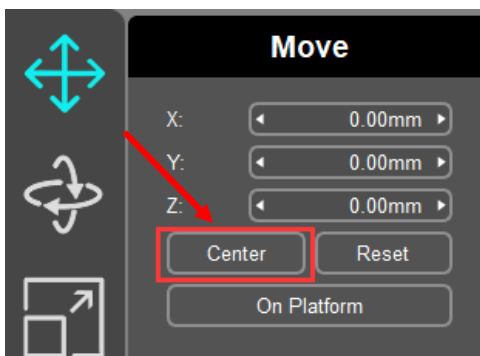 Move
X: 0.00mm
Y: 0.00mm
Z: 0.00mm
Center Reset
On Platform